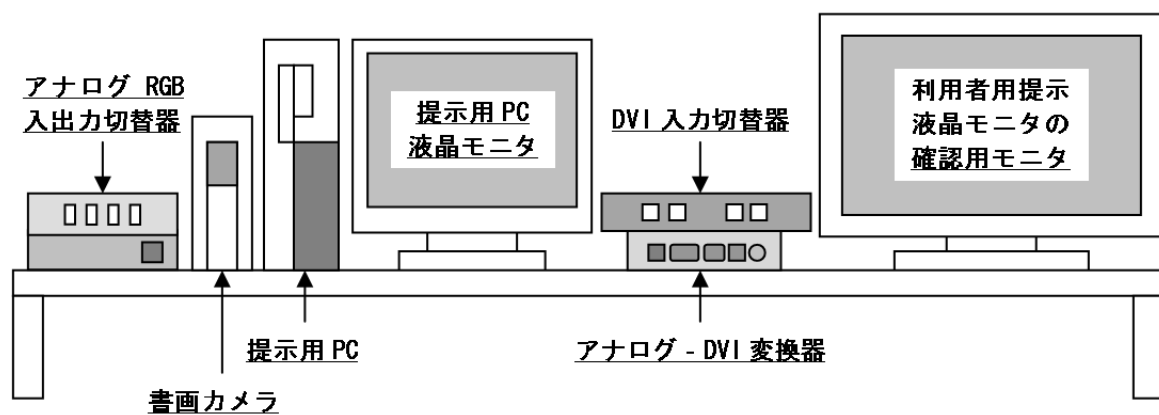 アナログ RGB
入出力切替器
提示用 PC
液晶モニタ
DVI 入力切替器
利用者用提示
液晶モニタの
確認用モニタ
提示用 PC
アナログ - DVI 変換器
書画カメラ